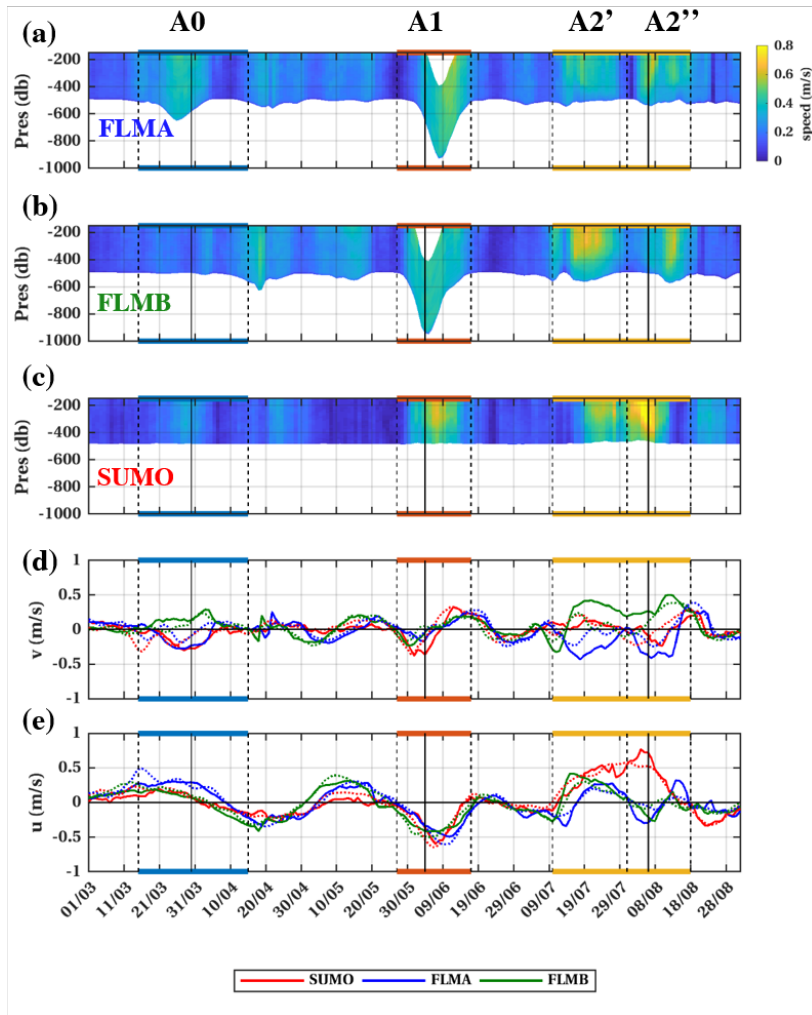 A0 A1 A2’ A2’’
(a)
-200
-400
-600
-800
-1000
Pres (db)
FLMA
0.8
0.6
0.4
0.2
0
speed (m/s)
(b)
-200
-400
-600
-800
-1000
Pres (db)
FLMB
(c)
-200
-400
-600
-800
-1000
Pres (db)
SUMO
(d)
1
0.5
0
-0.5
-1
v (m/s)
(e)
1
0.5
0
-0.5
-1
u (m/s)
01/03 11/03 21/03 31/03 10/04 20/04 30/04 10/05 20/05 30/05 09/06 19/06 29/06 09/07 19/07 29/07 08/08 18/08 28/08
SUMO FLMA FLMB